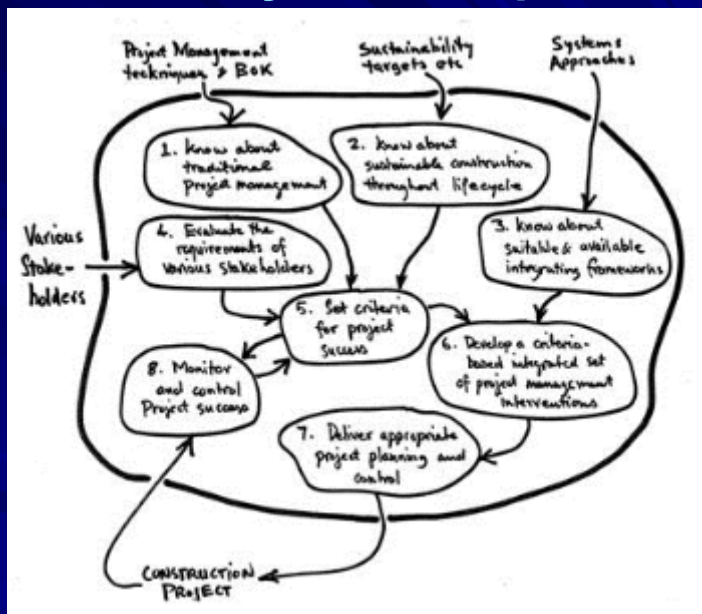 Project Management
techniques & BoK
Sustainability
targets etc
Systems
Approaches
1. Know about
traditional
project management
2. Know about
sustainable construction
throughout lifecycle
3. Know about
suitable & available
integrating frameworks
Various
Stake-
holders
4. Evaluate the
requirements of
various stakeholders
5. Set criteria
for project
success
6. Develop a criteria-
based integrated set
of project management
interventions
8. Monitor
and control
Project success
7. Deliver appropriate
project planning and
control
CONSTRUCTION
PROJECT